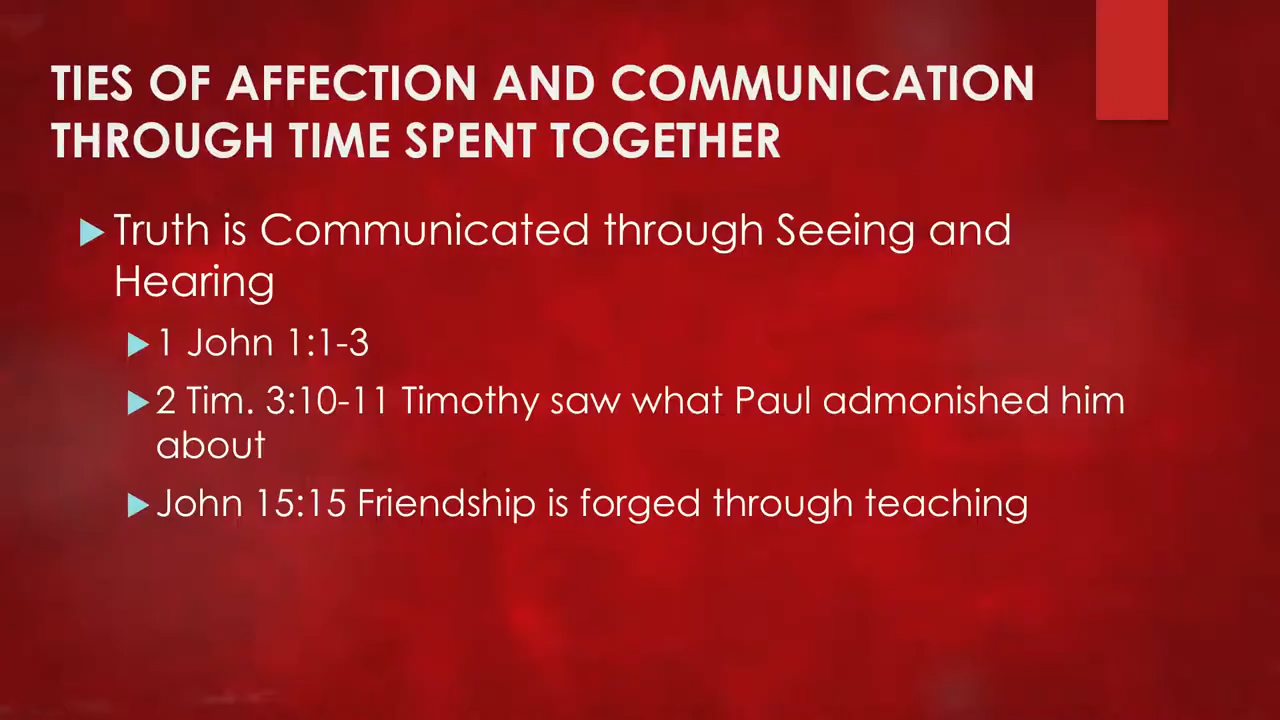 TIES OF AFFECTION AND COMMUNICATION
THROUGH TIME SPENT TOGETHER
Truth is Communicated through Seeing and
Hearing
1 John 1:1-3
2 Tim. 3:10-11 Timothy saw what Paul admonished him
about
John 15:15 Friendship is forged through teaching